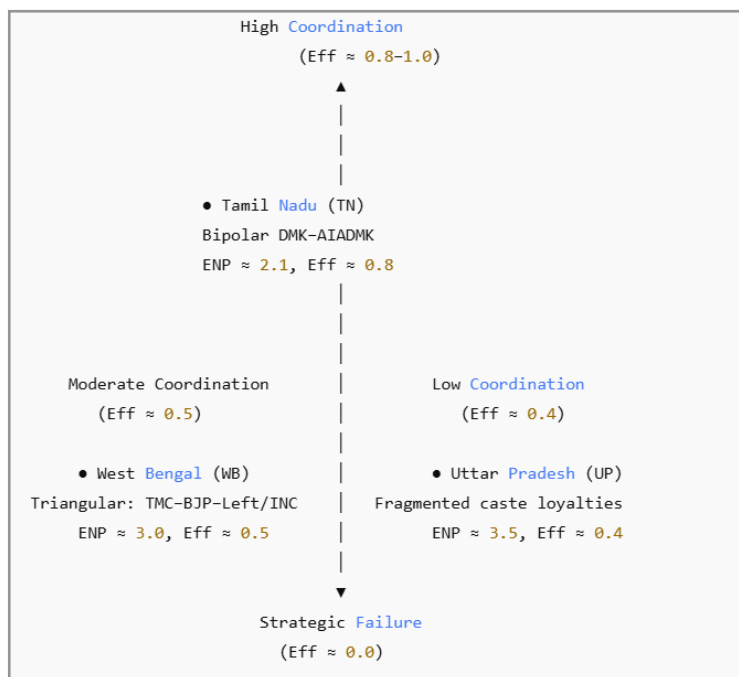 High Coordination
(Eff ≈ 0.8–1.0)
● Tamil Nadu (TN)
Bipolar DMK–AIADMK
ENP ≈ 2.1, Eff ≈ 0.8
Moderate Coordination
Low Coordination
(Eff ≈ 0.5)
(Eff ≈ 0.4)
● West Bengal (WB)
● Uttar Pradesh (UP)
Triangular: TMC–BJP–Left/INC
Fragmented caste loyalties
ENP ≈ 3.0, Eff ≈ 0.5
ENP ≈ 3.5, Eff ≈ 0.4
Strategic Failure
(Eff ≈ 0.0)